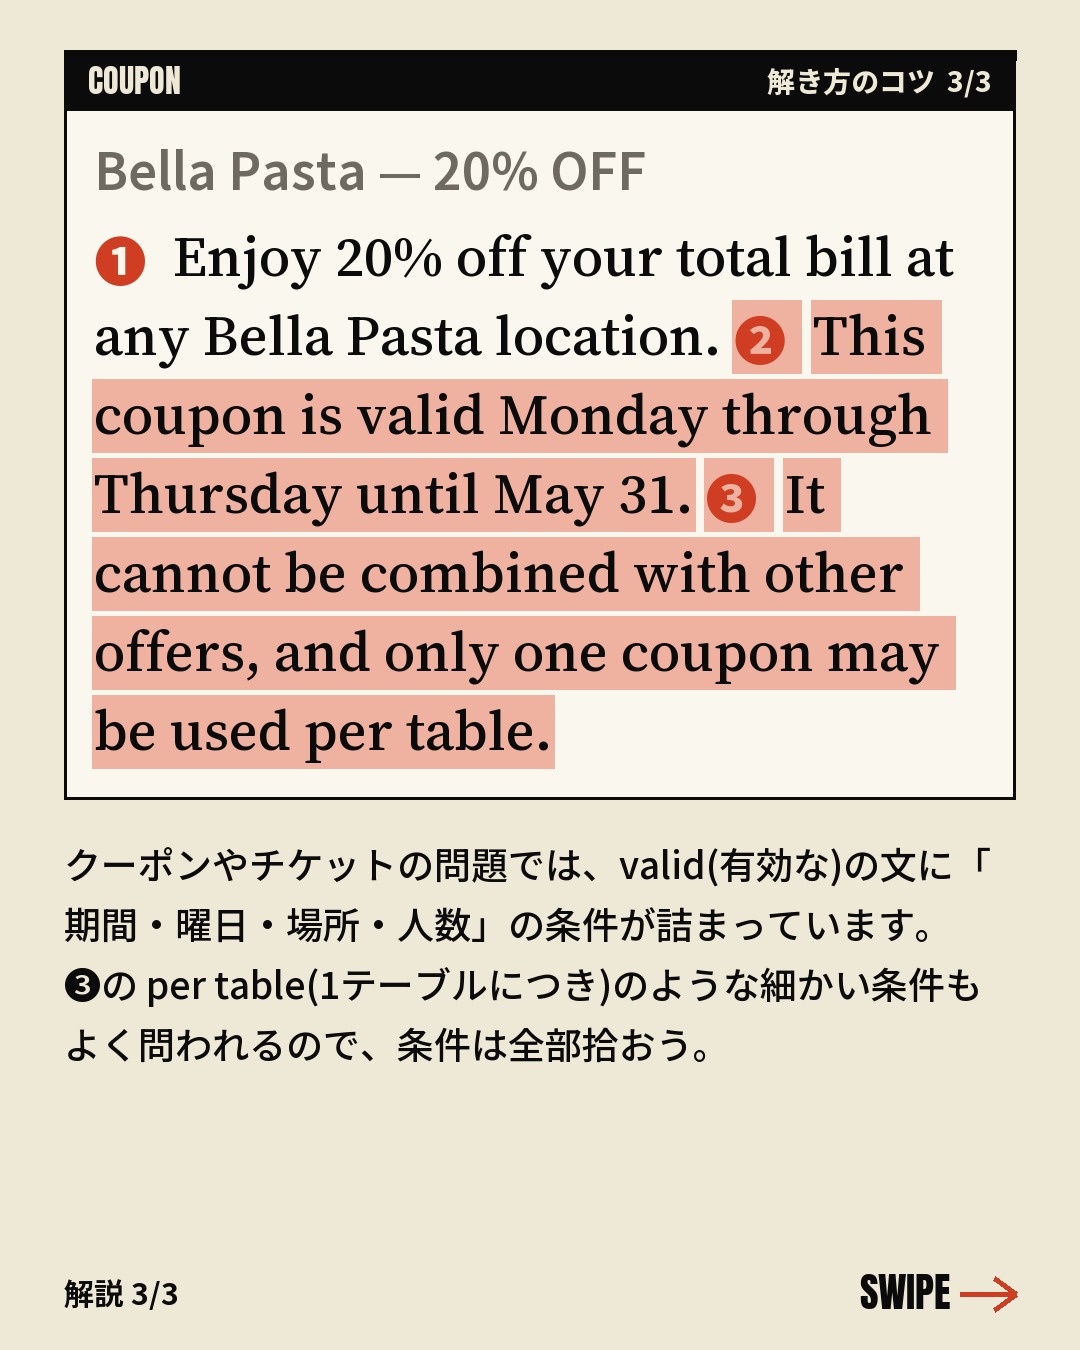 COUPON
解き方のコツ 3/3
Bella Pasta — 20% OFF
❶ Enjoy 20% off your total bill at
any Bella Pasta location. ❷ This
coupon is valid Monday through
Thursday until May 31. ❸ It
cannot be combined with other
offers, and only one coupon may
be used per table.
クーポンやチケットの問題では、valid(有効な)の文に「
期間・曜日・場所・人数」の条件が詰まっています。
❸の per table(1テーブルにつき)のような細かい条件も
よく問われるので、条件は全部拾おう。
解説 3/3
SWIPE